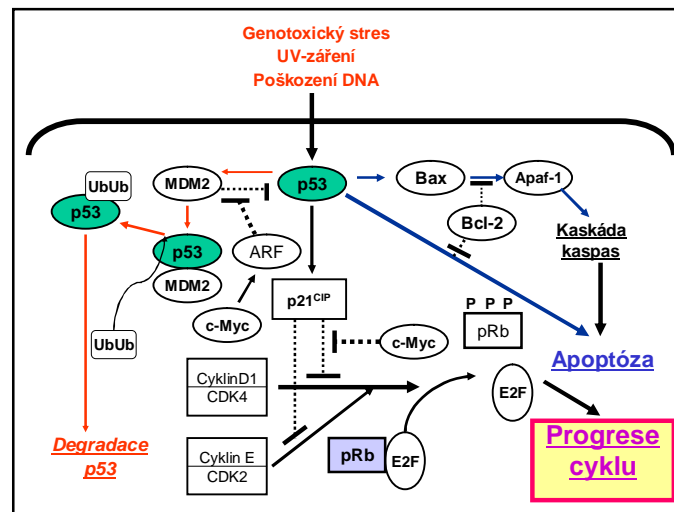 Genotoxický stres
UV-záření
Poškození DNA
UbUb
p53
MDM2
p53
Bax
Apaf-1
Bcl-2
p53
MDM2
ARF
Kaskáda
kaspas
c-Myc
p21CIP
P P P
pRb
c-Myc
UbUb
Apoptóza
CyklinD1
CDK4
E2F
Degradace
p53
Cyklin E
CDK2
pRb
E2F
Progrese
cyklu